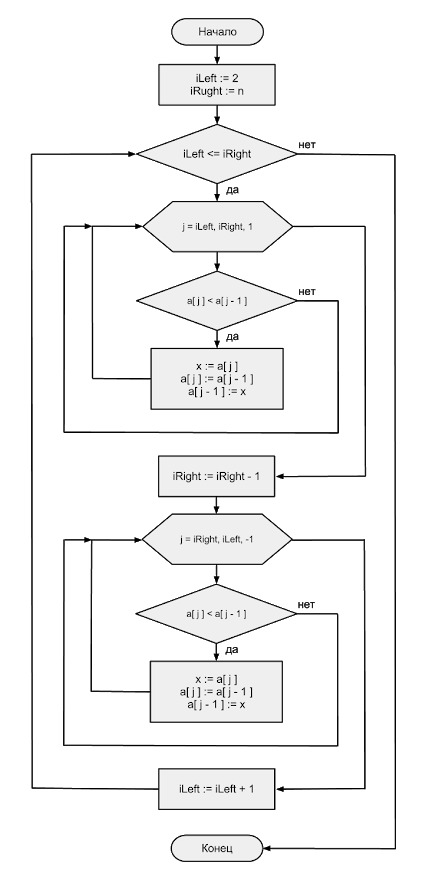 Начало
iLeft := 2
iRught := n
iLeft <= iRight
нет
да
j = iLeft, iRight, 1
a[ j ] < a[ j - 1 ]
нет
да
x := a[ j ]
a[ j ] := a[ j - 1 ]
a[ j - 1 ] := x
iRight := iRight - 1
j = iRight, iLeft, -1
a[ j ] < a[ j - 1 ]
нет
да
x := a[ j ]
a[ j ] := a[ j - 1 ]
a[ j - 1 ] := x
iLeft := iLeft + 1
Конец